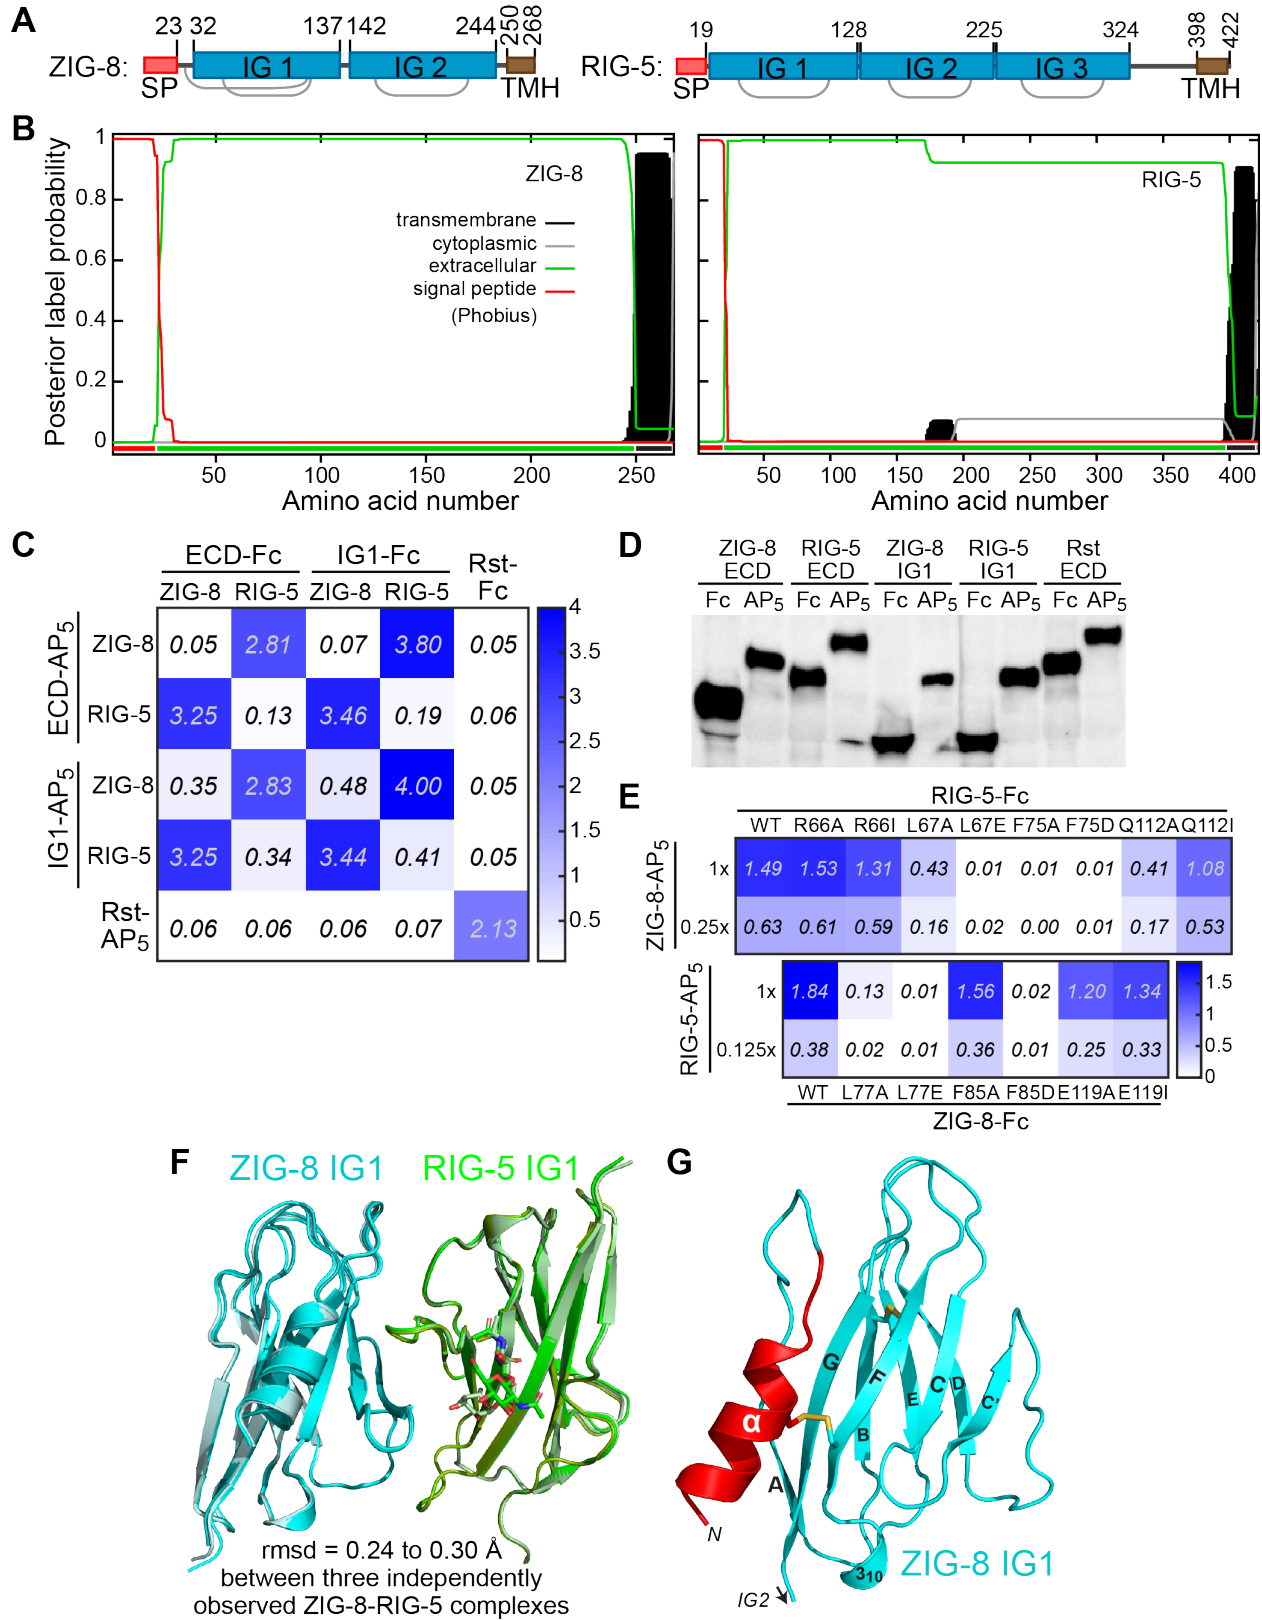 A
ZIG-8:
23 32 137 142 244 250 268
SP IG 1 IG 2 TMH
RIG-5:
19 128 225 324 398 422
SP IG 1 IG 2 IG 3 TMH
B
Posterior label probability
1
0.8
0.6
0.4
0.2
0
ZIG-8
transmembrane
cytoplasmic
extracellular
signal peptide
(Phobius)
50 100 150 200 250
Amino acid number
RIG-5
50 100 150 200 250 300 350 400
Amino acid number
C
ECD-Fc IG1-Fc Rst-Fc
ZIG-8 RIG-5 ZIG-8 RIG-5
ECD-AP5
ZIG-8 0.05 2.81 0.07 3.80 0.05
RIG-5 3.25 0.13 3.46 0.19 0.06
IG1-AP5
ZIG-8 0.35 2.83 0.48 4.00 0.05
RIG-5 3.25 0.34 3.44 0.41 0.05
Rst-AP5 0.06 0.06 0.06 0.07 2.13
4
3.5
3
2.5
2
1.5
1
0.5
D
ZIG-8 RIG-5 ZIG-8 RIG-5 Rst
ECD ECD IG1 IG1 ECD
Fc AP5 Fc AP5 Fc AP5 Fc AP5 Fc AP5
E
RIG-5-Fc
WT R66A R66I L67A L67E F75A F75D Q112A Q112I
ZIG-8-AP5
1x 1.49 1.53 1.31 0.43 0.01 0.01 0.01 0.41 1.08
0.25x 0.63 0.61 0.59 0.16 0.02 0.00 0.01 0.17 0.53
RIG-5-AP5
1x 1.84 0.13 0.01 1.56 0.02 1.20 1.34
0.125x 0.38 0.02 0.01 0.36 0.01 0.25 0.33
WT L77A L77E F85A F85D E119A E119I
ZIG-8-Fc
1.5
1
0.5
0
F
ZIG-8 IG1 RIG-5 IG1
rmsd = 0.24 to 0.30 Å
between three independently
observed ZIG-8-RIG-5 complexes
G
G F E C D C'
α
B
A
N
310
IG2
ZIG-8 IG1